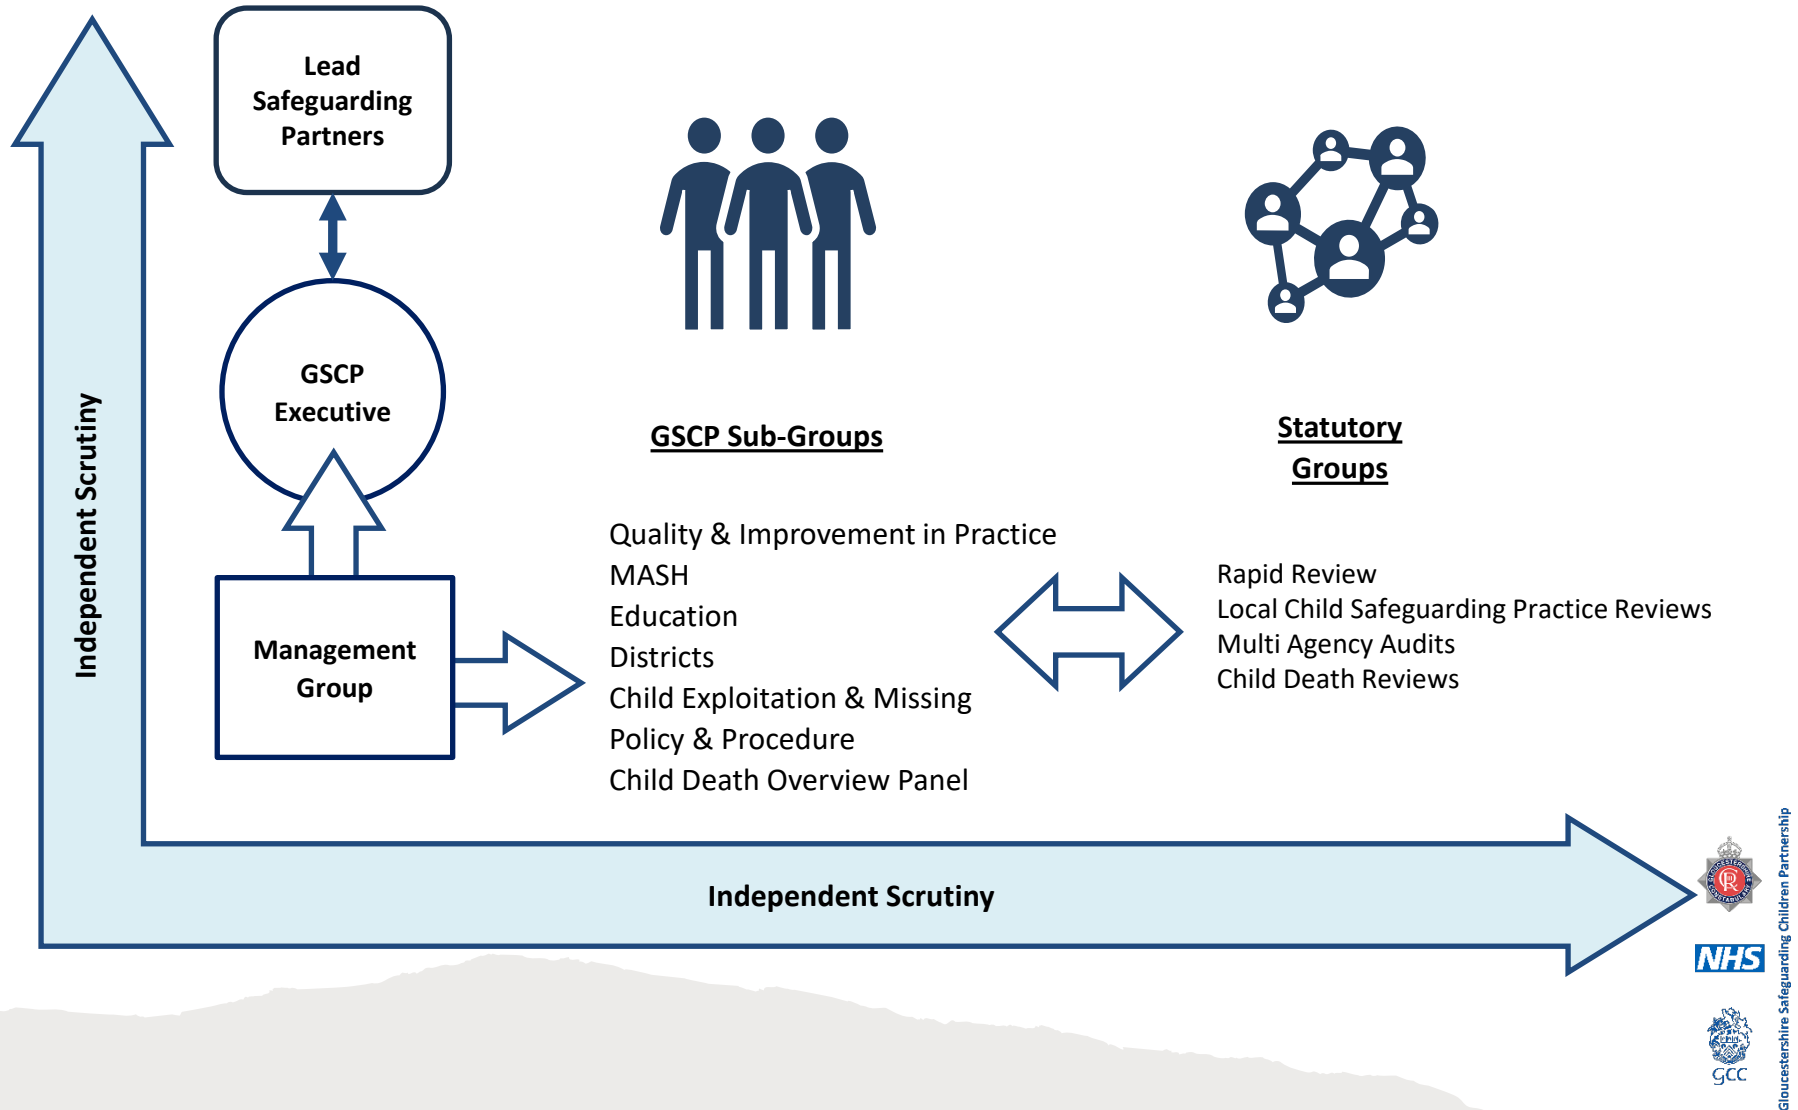 Lead
Safeguarding
Partners
GSCP
Executive
Management
Group
Independent Scrutiny
GSCP Sub-Groups
Quality & Improvement in Practice
MASH
Education
Districts
Child Exploitation & Missing
Policy & Procedure
Child Death Overview Panel
Statutory
Groups
Rapid Review
Local Child Safeguarding Practice Reviews
Multi Agency Audits
Child Death Reviews
Independent Scrutiny
GLOUCESTERSHIRE
CONSTABULARY
NHS
GCC
Gloucestershire Safeguarding Children Partnership